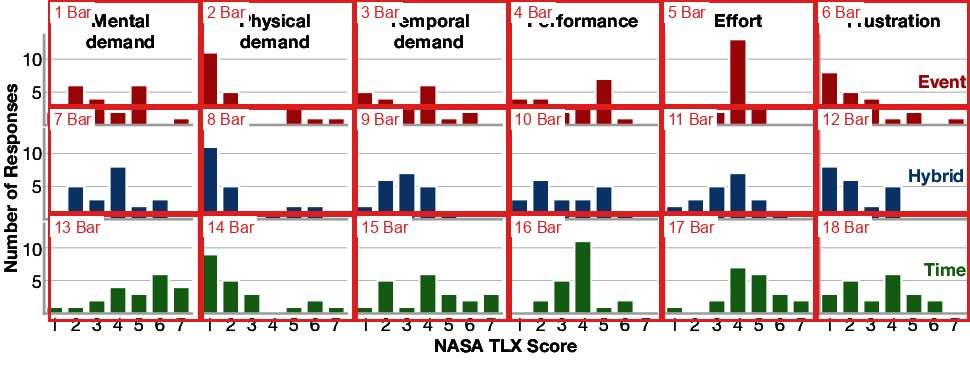 1 Bar Mental demand
2 Bar Physical demand
3 Bar demand
4 Bar
5 Bar Effort
6 Bar
10
5
Event
7 Bar
8 Bar
9 Bar
10 Bar
11 Bar
12 Bar
10
5
Hybrid
13 Bar
14 Bar
15 Bar
16 Bar
17 Bar
18 Bar
10
5
Time
Number of Responses
1 2 3 4 5 6 7 1 2 3 4 5 6 7 1 2 3 4 5 6 7 1 2 3 4 5 6 7 1 2 3 4 5 6 7 1 2 3 4 5 6 7
NASA TLX Score